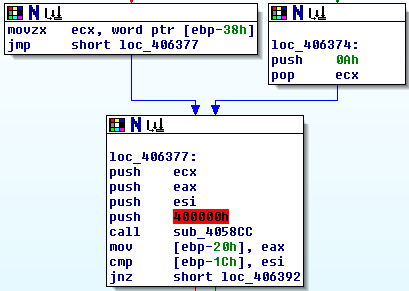 movzx ecx, word ptr [ebp-38h]
jmp short loc_406377
loc_406374:
push 0Ah
pop ecx
loc_406377:
push ecx
push eax
push esi
push 400000h
call sub_4058CC
mov [ebp-20h], eax
cmp [ebp-1Ch], esi
jnz short loc_406392